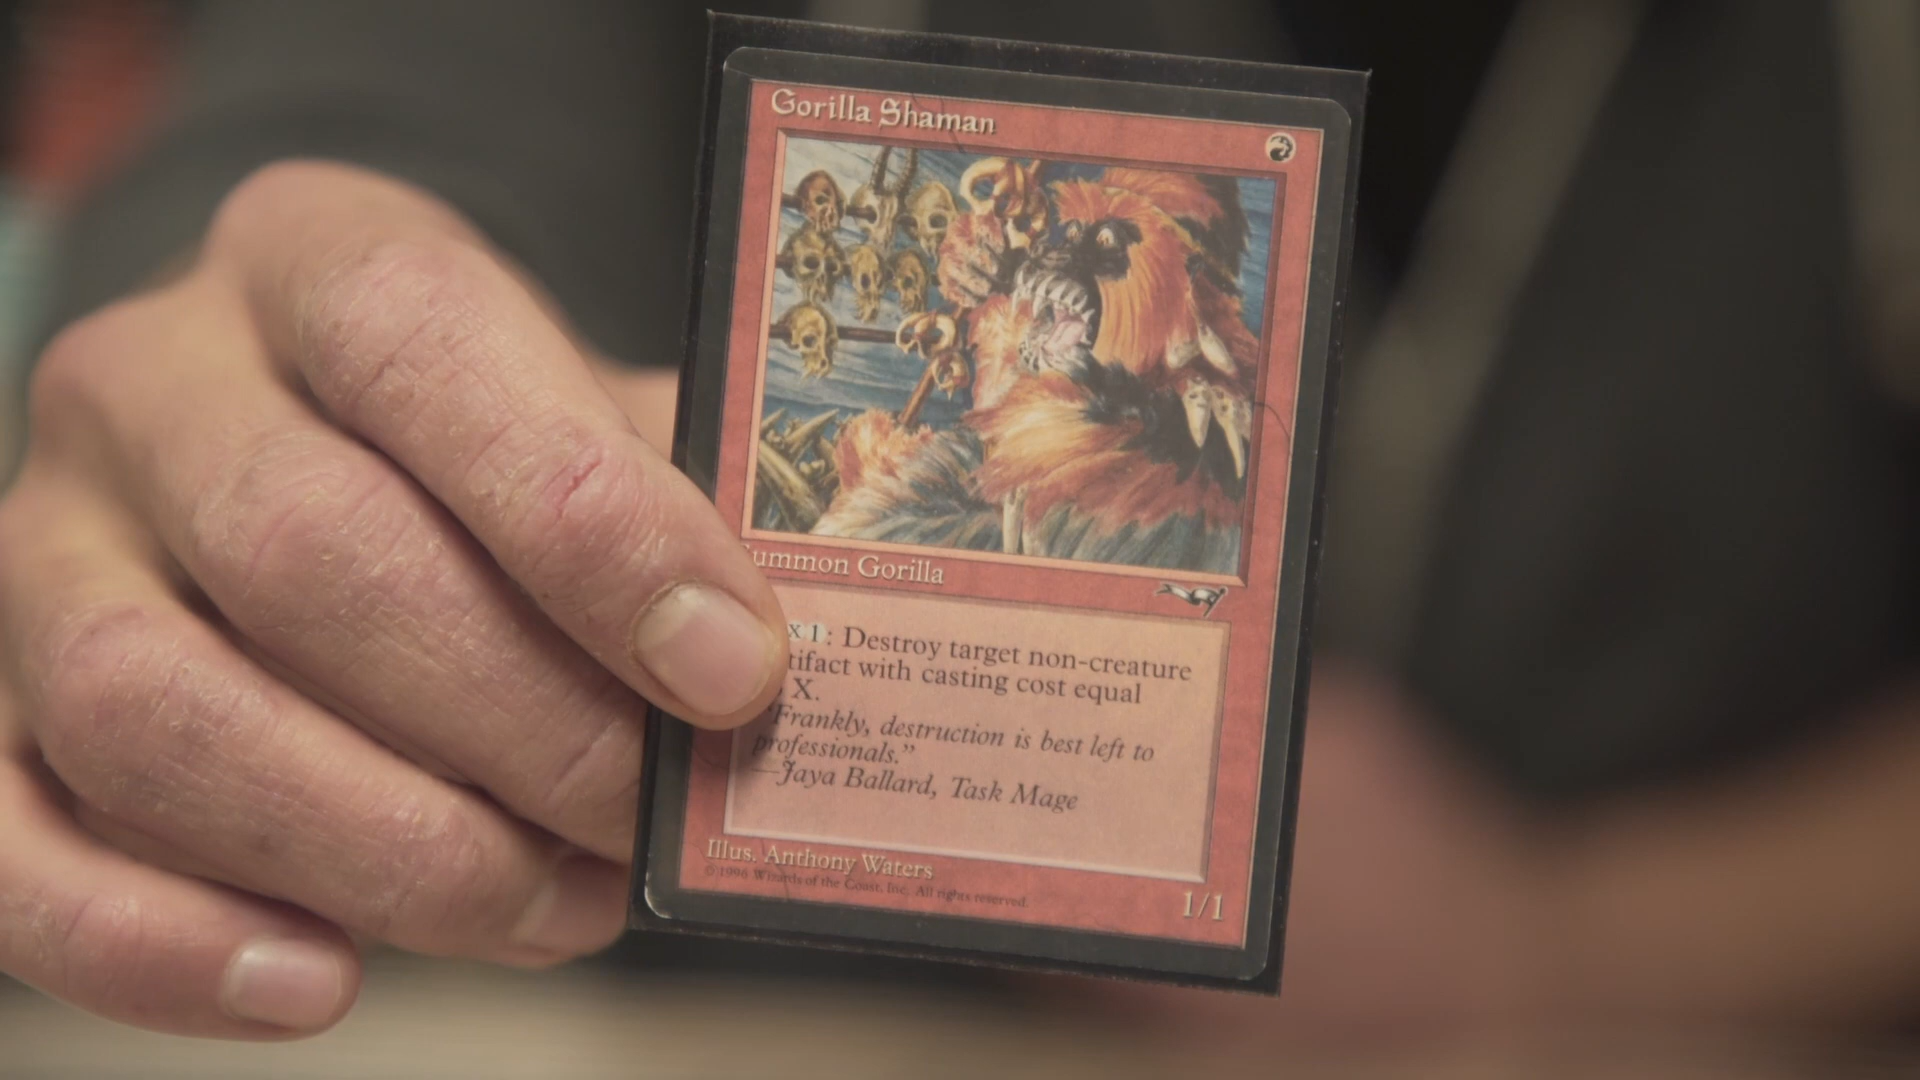 Gorilla Shaman
ummon Gorilla
x 1: Destroy target non-creature
tifact with casting cost equal
X.
"Frankly, destruction is best left to
professionals."
—Jaya Ballard, Task Mage
Illus. Anthony Waters
© 1996 Wizards of the Coast, Inc. All rights reserved.
1/1